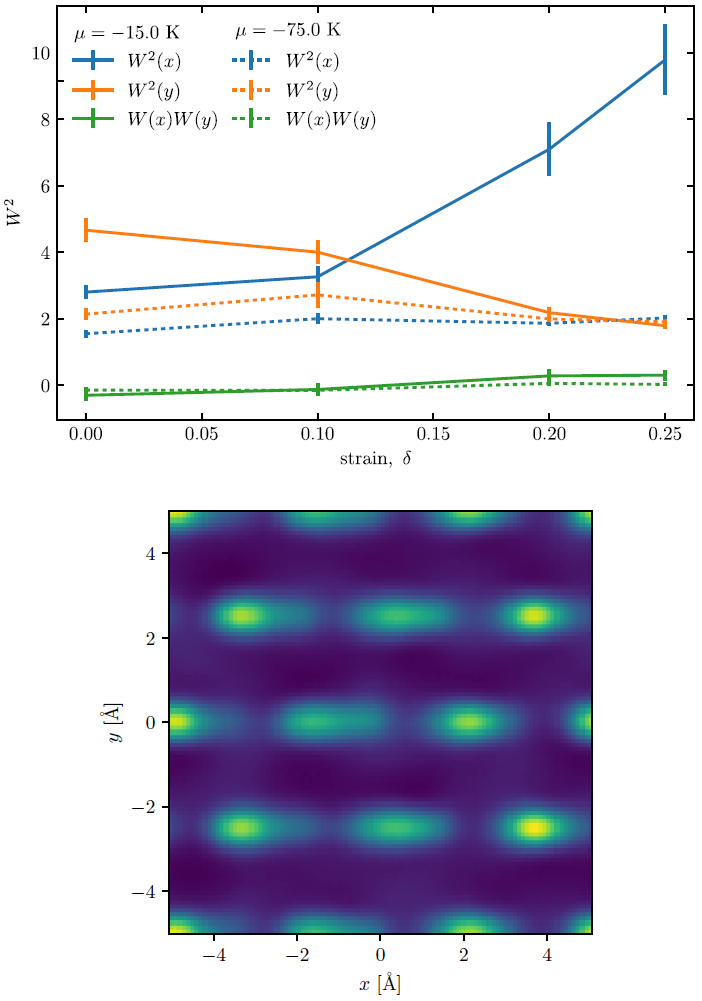 μ = −15.0 K
μ = −75.0 K
W²(x)
W²(x)
W²(y)
W²(y)
W(x)W(y)
W(x)W(y)
10
8
6
4
2
0
W²
0.00 0.05 0.10 0.15 0.20 0.25
strain, δ
4
2
0
−2
−4
y [Å]
−4 −2 0 2 4
x [Å]